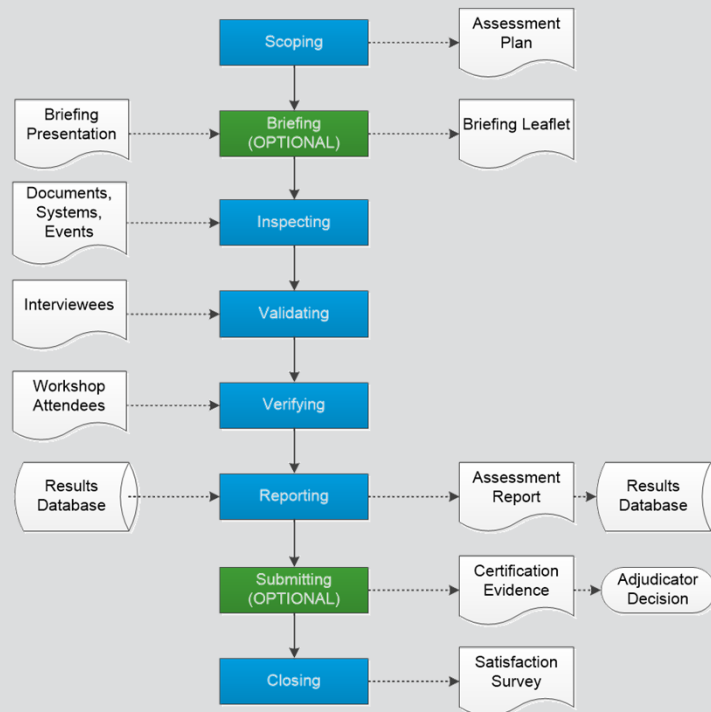 Scoping
Assessment
Plan
Briefing
Presentation
Briefing
(OPTIONAL)
Briefing Leaflet
Documents,
Systems,
Events
Inspecting
Interviewees
Validating
Workshop
Attendees
Verifying
Results
Database
Reporting
Assessment
Report
Results
Database
Submitting
(OPTIONAL)
Certification
Evidence
Adjudicator
Decision
Closing
Satisfaction
Survey